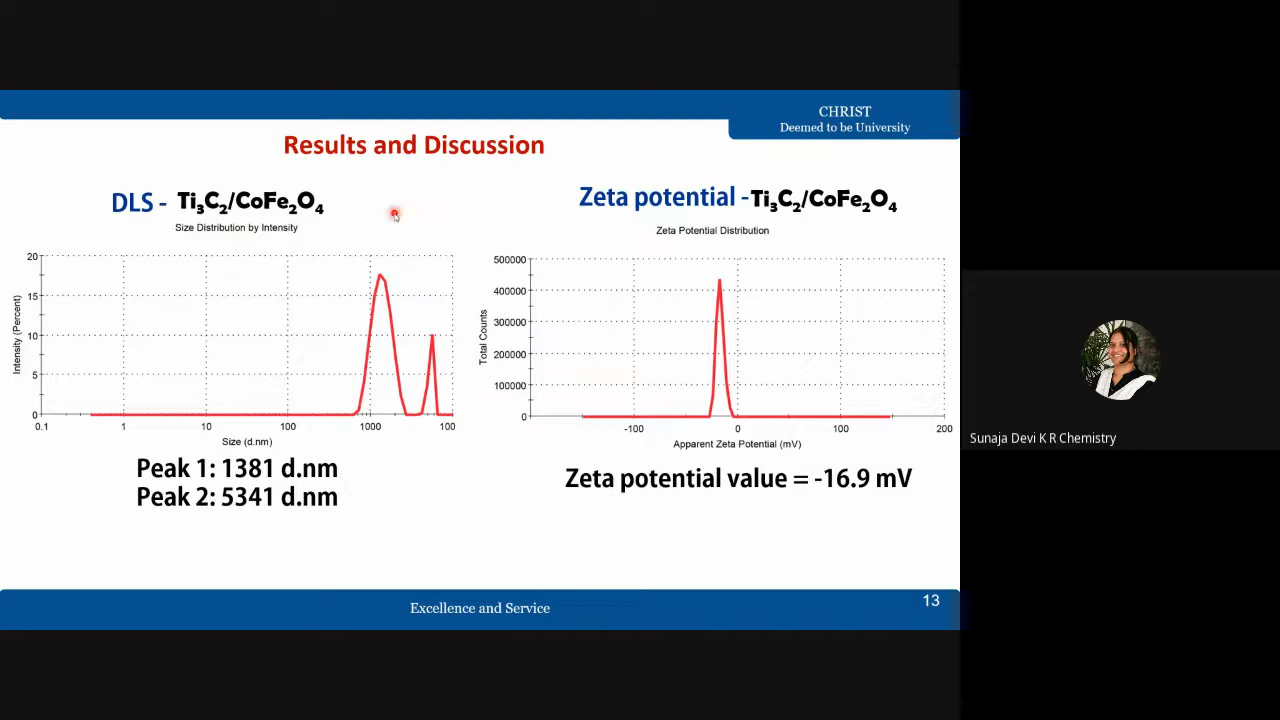 CHRIST
Deemed to be University
Results and Discussion
DLS - Ti₃C₂/CoFe₂O₄
Size Distribution by Intensity
20
15
10
5
0
Intensity (Percent)
0.1 1 10 100 1000 100
Size (d.nm)
Peak 1: 1381 d.nm
Peak 2: 5341 d.nm
Zeta potential -Ti₃C₂/CoFe₂O₄
Zeta Potential Distribution
500000
400000
300000
200000
100000
0
Total Counts
-100 0 100 200
Apparent Zeta Potential (mV)
Zeta potential value = -16.9 mV
Sunaja Devi K R Chemistry
Excellence and Service
13